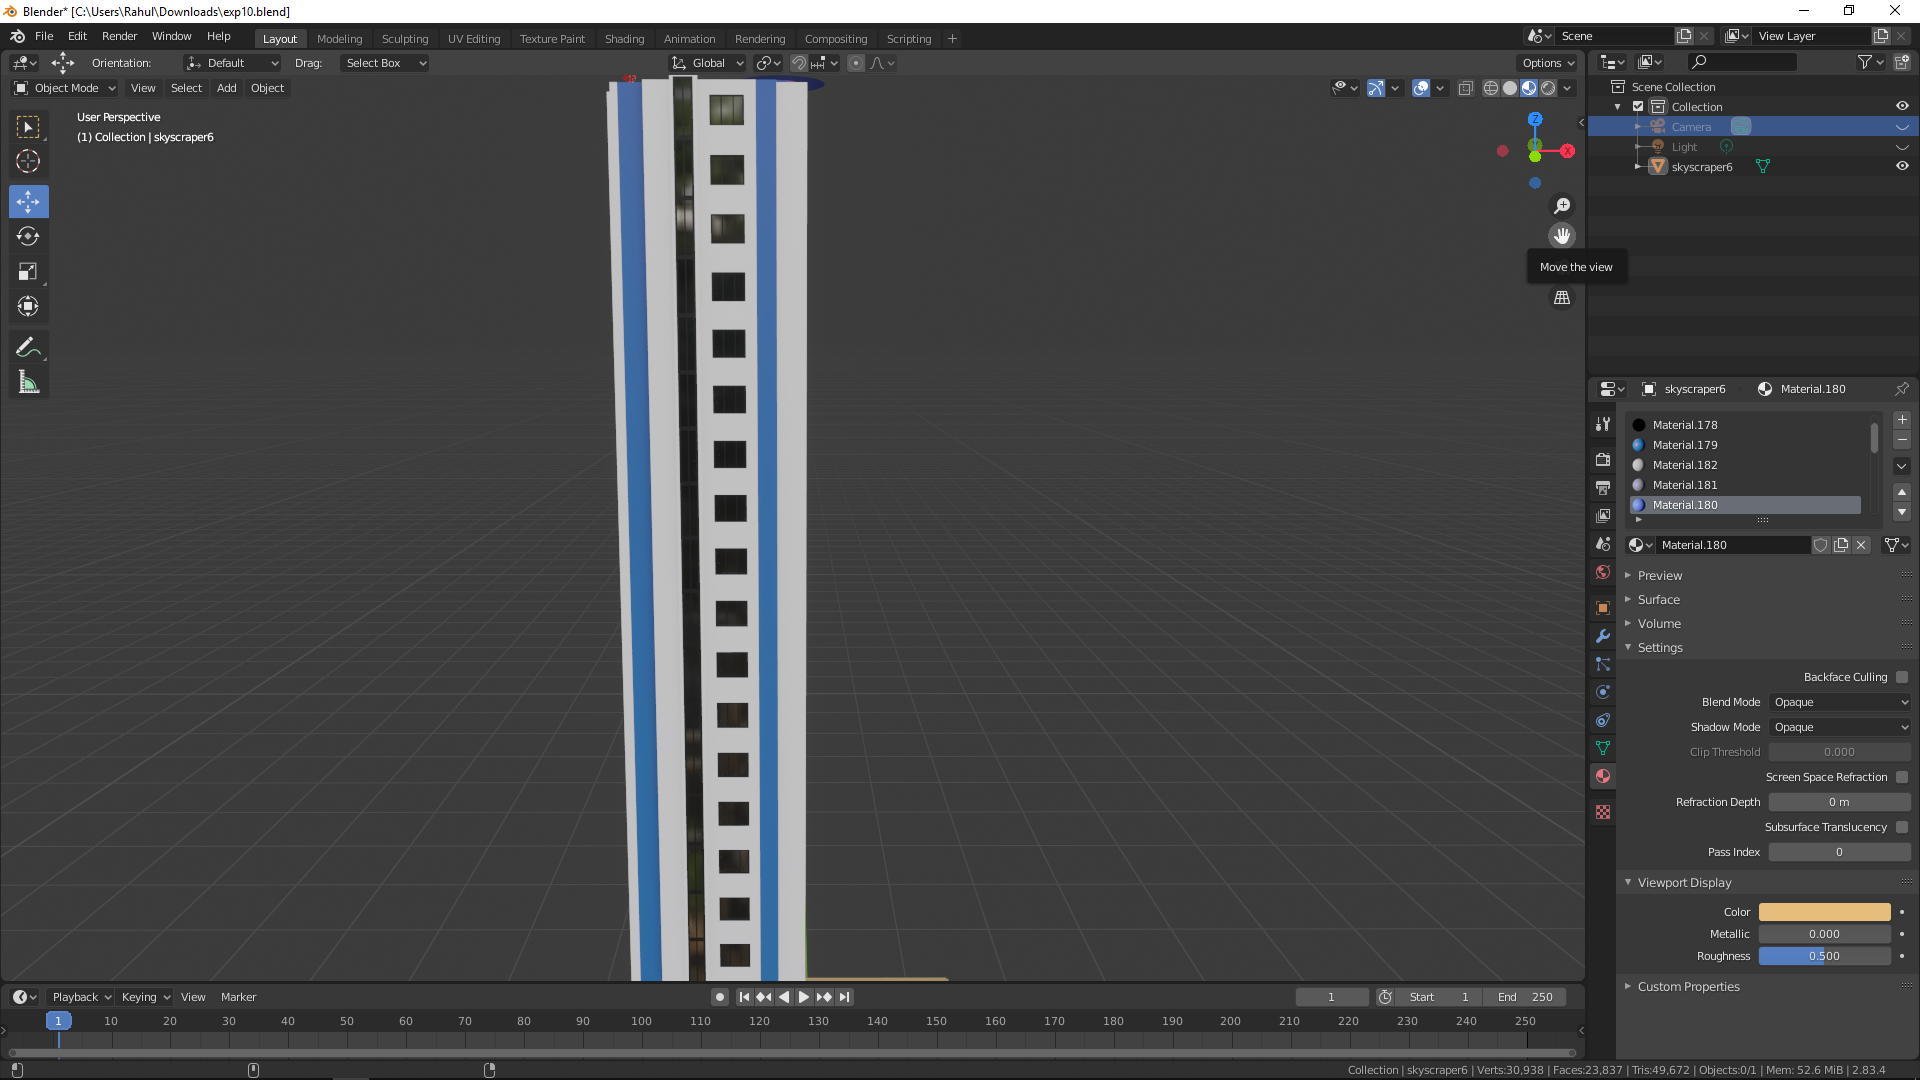 Blender* [C:\Users\Rahul\Downloads\exp10.blend]
File Edit Render Window Help
Layout Modeling Sculpting UV Editing Texture Paint Shading Animation Rendering Compositing Scripting +
Scene
View Layer
Orientation: Default Drag: Select Box
Global
Options
Object Mode View Select Add Object
User Perspective
(1) Collection | skyscraper6
Z
X
Move the view
Scene Collection
Collection
Camera
Light
skyscraper6
skyscraper6 Material.180
Material.178
Material.179
Material.182
Material.181
Material.180
Material.180
Preview
Surface
Volume
Settings
Backface Culling
Blend Mode Opaque
Shadow Mode Opaque
Clip Threshold 0.000
Screen Space Refraction
Refraction Depth 0 m
Subsurface Translucency
Pass Index 0
Viewport Display
Color
Metallic 0.000
Roughness 0.500
Custom Properties
Playback Keying View Marker
1 Start 1 End 250
1 10 20 30 40 50 60 70 80 90 100 110 120 130 140 150 160 170 180 190 200 210 220 230 240 250
Collection | skyscraper6 | Verts:30,938 | Faces:23,837 | Tris:49,672 | Objects:0/1 | Mem: 52.6 MiB | 2.83.4